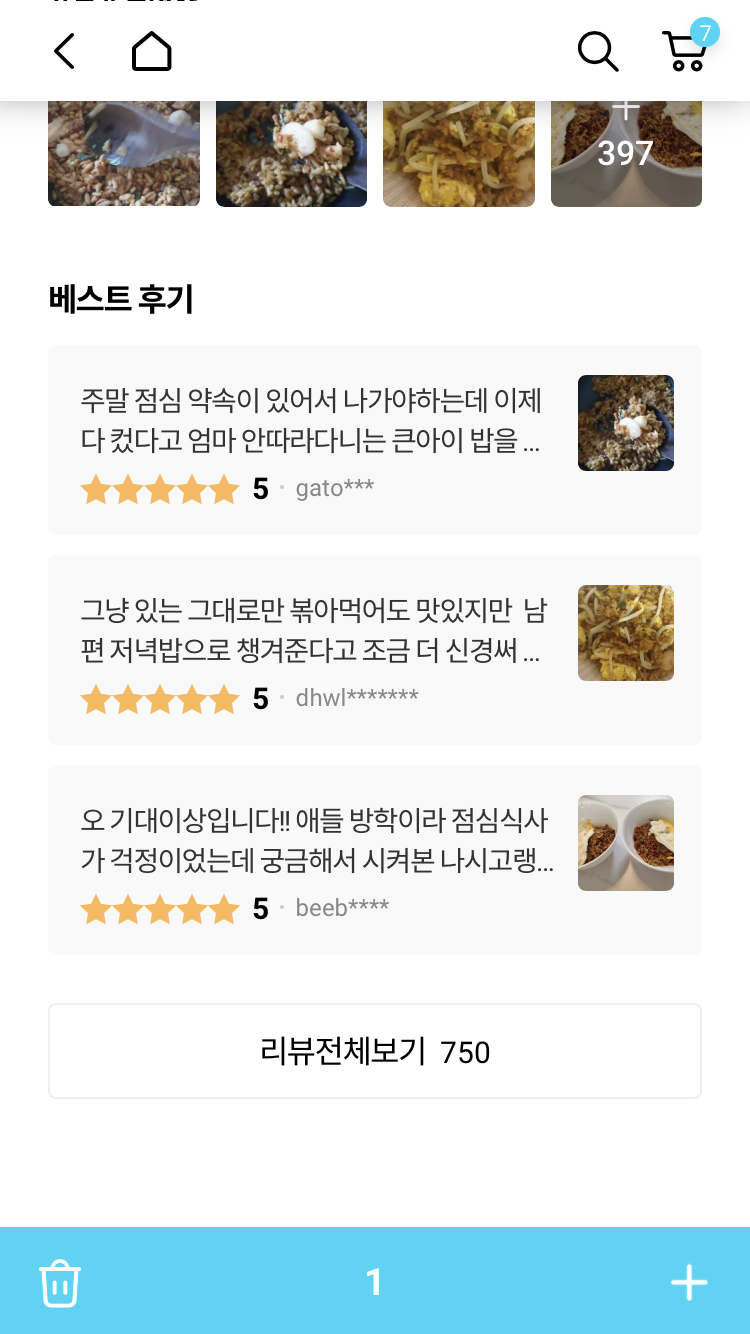 7
397
베스트 후기
주말 점심 약속이 있어서 나가야하는데 이제
다 컸다고 엄마 안따라다니는 큰아이 밥을 ...
5 · gato***
그냥 있는 그대로만 볶아먹어도 맛있지만  남
편 저녁밥으로 챙겨준다고 조금 더 신경써 ...
5 · dhwl*******
오 기대이상입니다!! 애들 방학이라 점심식사
가 걱정이었는데 궁금해서 시켜본 나시고랭...
5 · beeb****
리뷰전체보기 750
1